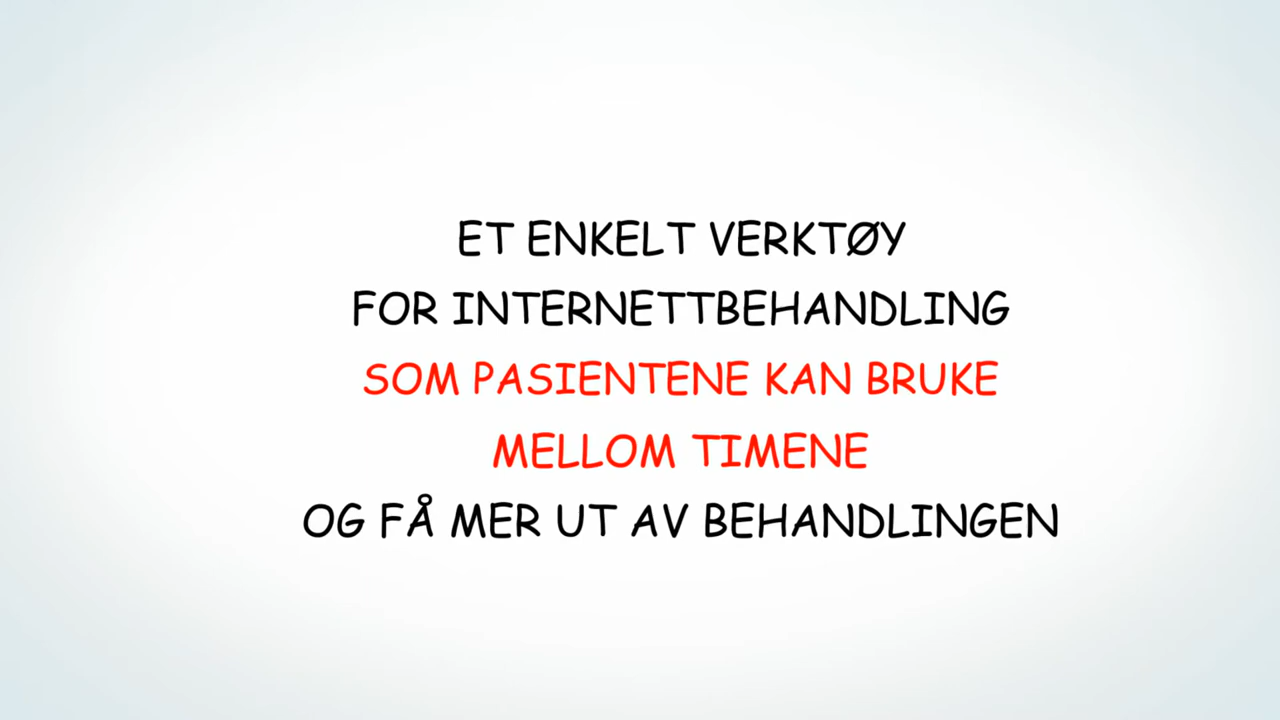 ET ENKELT VERKTØY
FOR INTERNETTBEHANDLING
SOM PASIENTENE KAN BRUKE
MELLOM TIMENE
OG FÅ MER UT AV BEHANDLINGEN